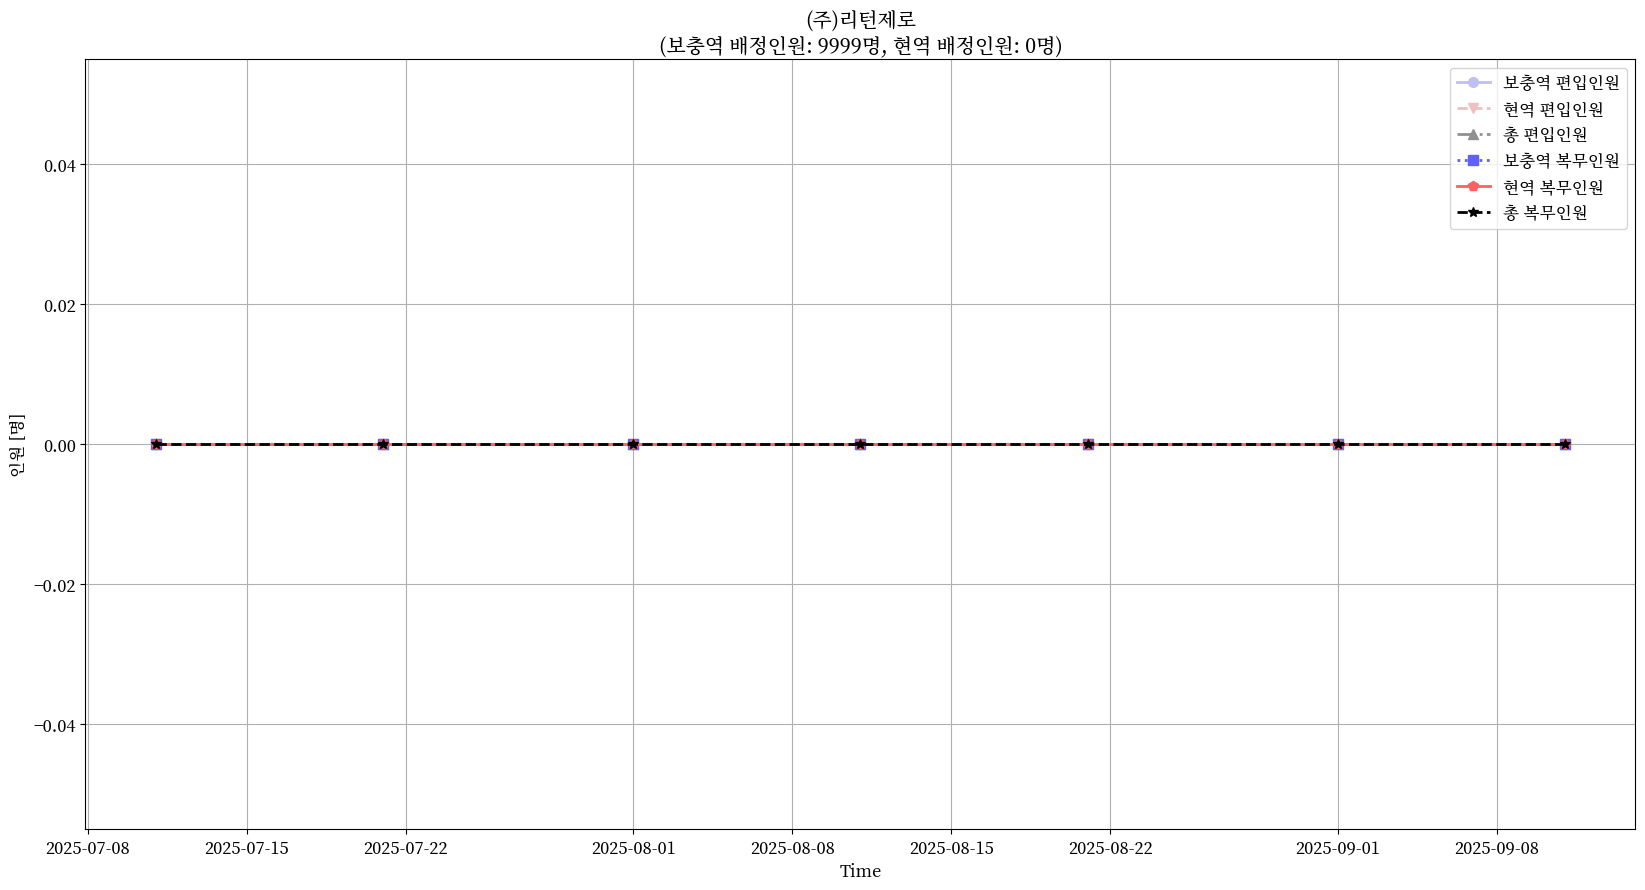 (주)리턴제로
(보충역 배정인원: 9999명, 현역 배정인원: 0명)
보충역 편입인원
현역 편입인원
총 편입인원
보충역 복무인원
현역 복무인원
총 복무인원
0.04
0.02
0.00
−0.02
−0.04
인원 [명]
2025-07-08 2025-07-15 2025-07-22 2025-08-01 2025-08-08 2025-08-15 2025-08-22 2025-09-01 2025-09-08
Time